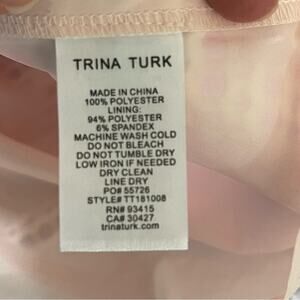 TRINA TURK
MADE IN CHINA
100% POLYESTER
LINING:
94% POLYESTER
6% SPANDEX
MACHINE WASH COLD
DO NOT BLEACH
DO NOT TUMBLE DRY
LOW IRON IF NEEDED
DRY CLEAN
LINE DRY
PO# 55726
STYLE# TT181008
RN# 93415
CA# 30427
trinaturk.com